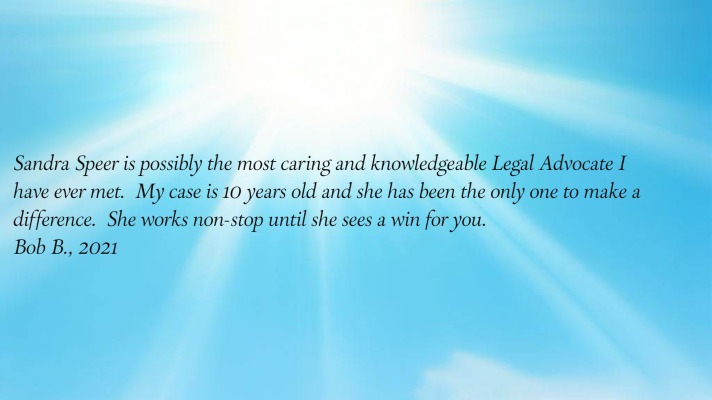 Sandra Speer is possibly the most caring and knowledgeable Legal Advocate I
have ever met.  My case is 10 years old and she has been the only one to make a
difference.  She works non-stop until she sees a win for you.
Bob B., 2021